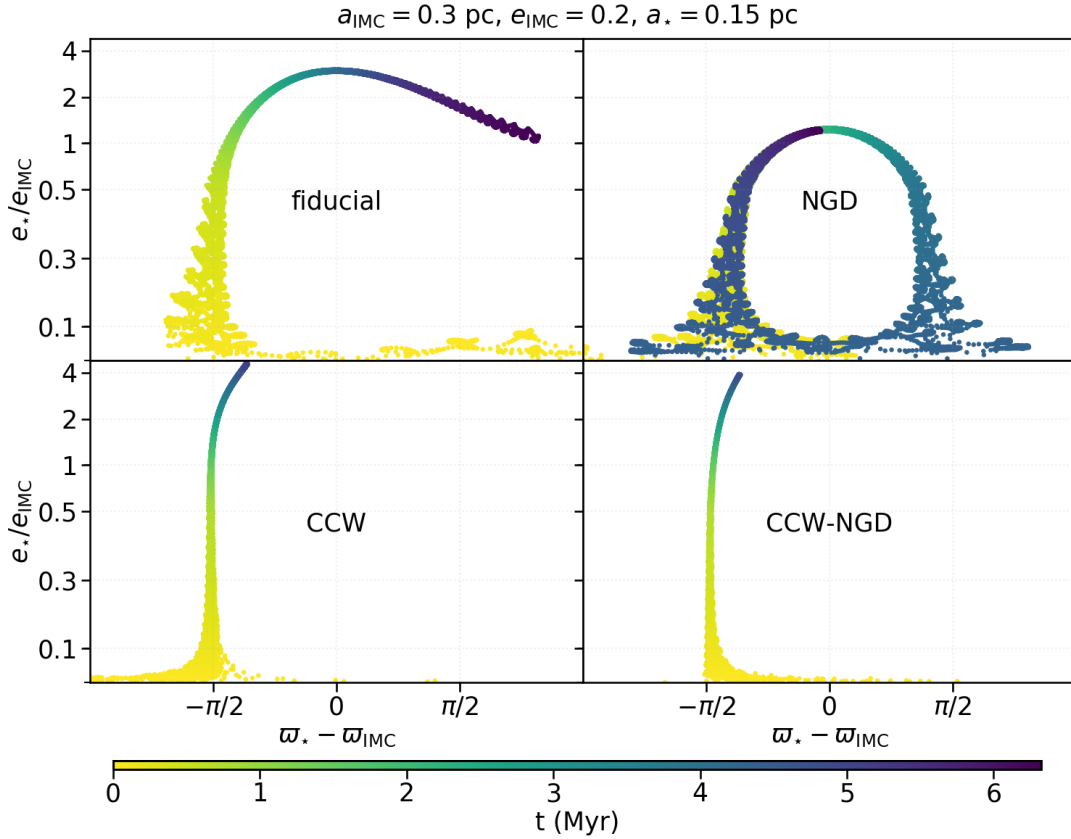 a_IMC = 0.3 pc, e_IMC = 0.2, a_⋆ = 0.15 pc
4
2
1
0.5
0.3
0.1
e_⋆/e_IMC
fiducial
NGD
4
2
1
0.5
0.3
0.1
e_⋆/e_IMC
CCW
CCW-NGD
−π/2 0 π/2
−π/2 0 π/2
ϖ_⋆ − ϖ_IMC
ϖ_⋆ − ϖ_IMC
0 1 2 3 4 5 6
t (Myr)